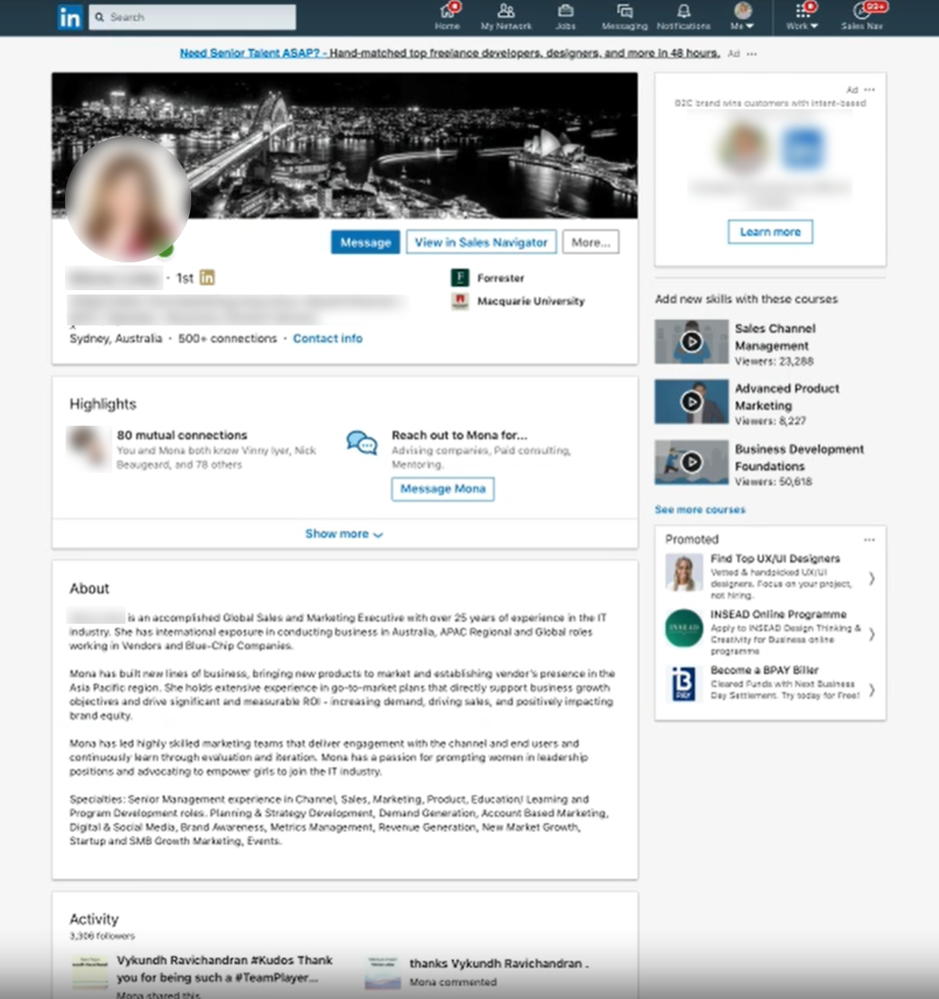 in
Search
Home
My Network
Jobs
Messaging
Notifications
Me
Work
99+
Sales Nav
Need Senior Talent ASAP? - Hand-matched top freelance developers, designers, and more in 48 hours. Ad ...
Message
View in Sales Navigator
More...
· 1st in
Forrester
Macquarie University
Sydney, Australia · 500+ connections · Contact info
Highlights
80 mutual connections
You and Mona both know Vinny Iyer, Nick
Beaugeard, and 78 others
Reach out to Mona for...
Advising companies, Paid consulting,
Mentoring.
Message Mona
Show more
About
is an accomplished Global Sales and Marketing Executive with over 25 years of experience in the IT
industry. She has international exposure in conducting business in Australia, APAC Regional and Global roles
working in Vendors and Blue-Chip Companies.
Mona has built new lines of business, bringing new products to market and establishing vendor's presence in the
Asia Pacific region. She holds extensive experience in go-to-market plans that directly support business growth
objectives and drive significant and measurable ROI - increasing demand, driving sales, and positively impacting
brand equity.
Mona has led highly skilled marketing teams that deliver engagement with the channel and end users and
continuously learn through evaluation and iteration. Mona has a passion for prompting women in leadership
positions and advocating to empower girls to join the IT industry.
Specialties: Senior Management experience in Channel, Sales, Marketing, Product, Education/ Learning and
Program Development roles. Planning & Strategy Development, Demand Generation, Account Based Marketing,
Digital & Social Media, Brand Awareness, Metrics Management, Revenue Generation, New Market Growth,
Startup and SMB Growth Marketing, Events.
Activity
3,306 followers
Vykundh Ravichandran #Kudos Thank
you for being such a #TeamPlayer...
Mona shared this
thanks Vykundh Ravichandran .
Mona commented
Ad ...
B2C brand wins customers with intent-based
Learn more
Add new skills with these courses
Sales Channel
Management
Viewers: 23,288
Advanced Product
Marketing
Viewers: 8,227
Business Development
Foundations
Viewers: 50,618
See more courses
Promoted ...
Find Top UX/UI Designers
Vetted & handpicked UX/UI
designers. Focus on your project,
not hiring.
INSEAD
INSEAD Online Programme
Apply to INSEAD Design Thinking &
Creativity for Business online
programme
B
PAY
Become a BPAY Biller
Cleared Funds with Next Business
Day Settlement. Try today for Free!